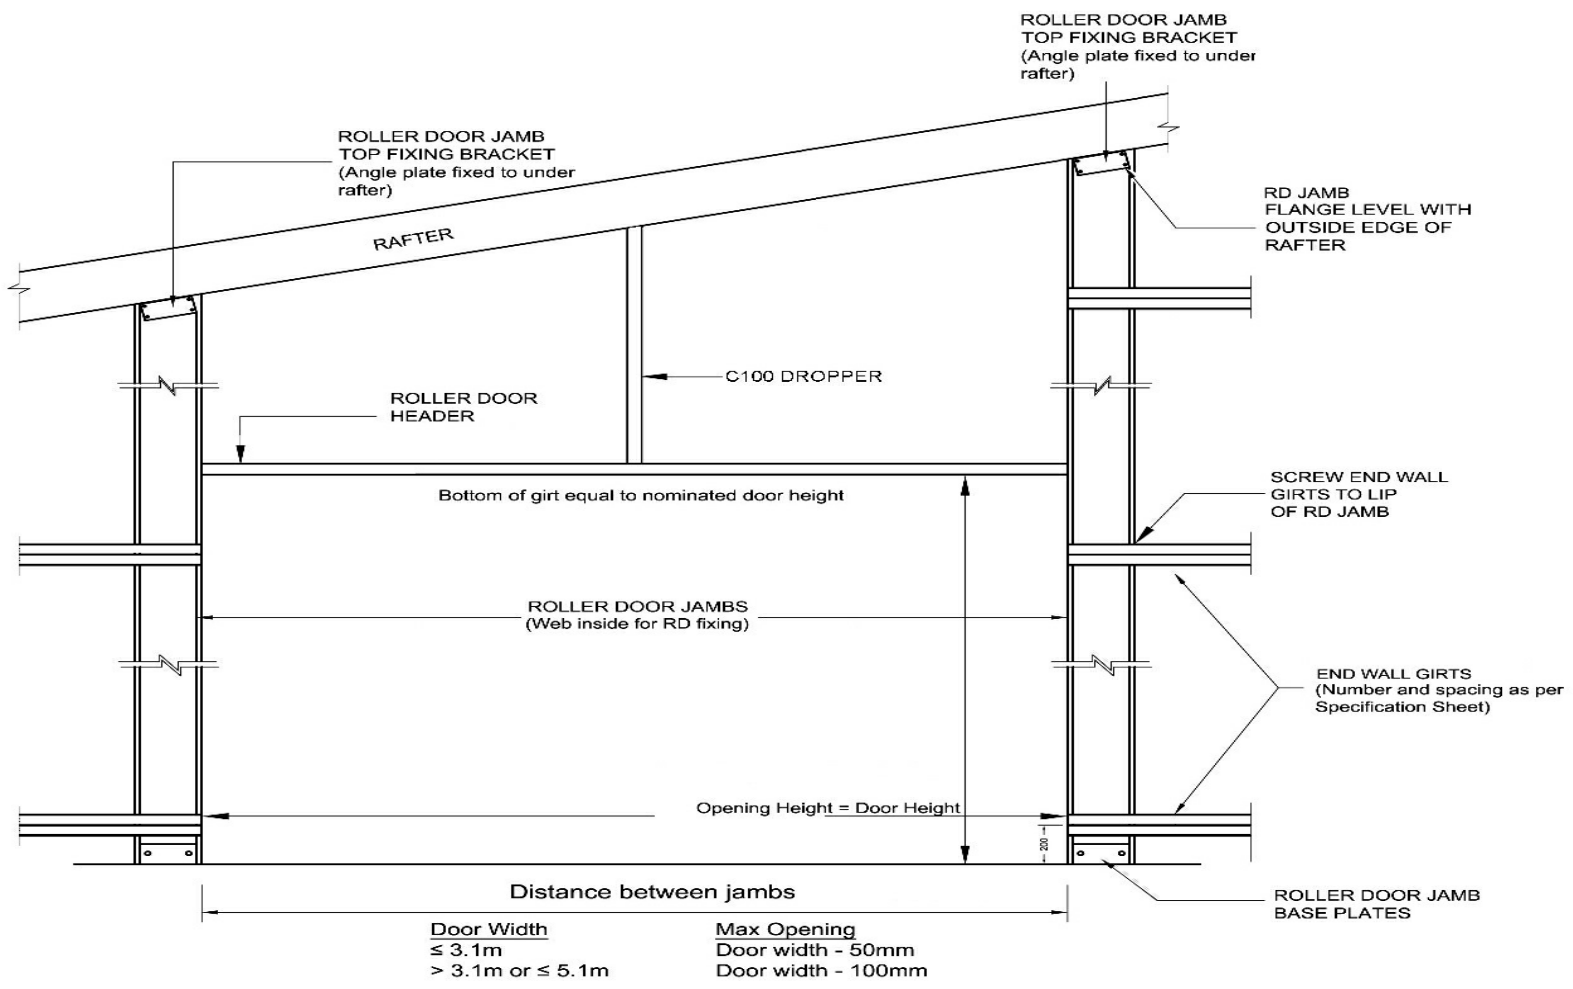 ROLLER DOOR JAMB
TOP FIXING BRACKET
(Angle plate fixed to under
rafter)
ROLLER DOOR JAMB
TOP FIXING BRACKET
(Angle plate fixed to under
rafter)
RD JAMB
FLANGE LEVEL WITH
OUTSIDE EDGE OF
RAFTER
RAFTER
C100 DROPPER
ROLLER DOOR
HEADER
Bottom of girt equal to nominated door height
SCREW END WALL
GIRTS TO LIP
OF RD JAMB
ROLLER DOOR JAMBS
(Web inside for RD fixing)
END WALL GIRTS
(Number and spacing as per
Specification Sheet)
Opening Height = Door Height
200
Distance between jambs
ROLLER DOOR JAMB
BASE PLATES
Door Width Max Opening
≤ 3.1m Door width - 50mm
> 3.1m or ≤ 5.1m Door width - 100mm